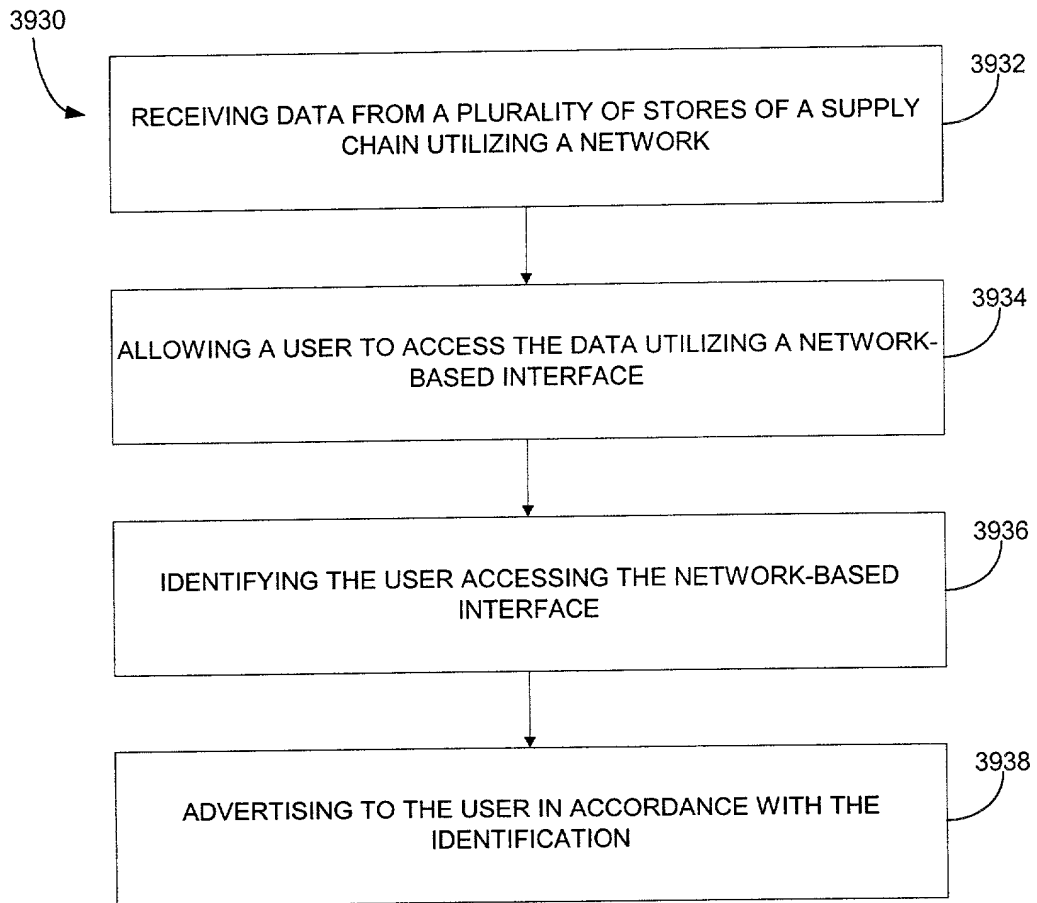 3930
3932
RECEIVING DATA FROM A PLURALITY OF STORES OF A SUPPLY
CHAIN UTILIZING A NETWORK
3934
ALLOWING A USER TO ACCESS THE DATA UTILIZING A NETWORK-
BASED INTERFACE
3936
IDENTIFYING THE USER ACCESSING THE NETWORK-BASED
INTERFACE
3938
ADVERTISING TO THE USER IN ACCORDANCE WITH THE
IDENTIFICATION